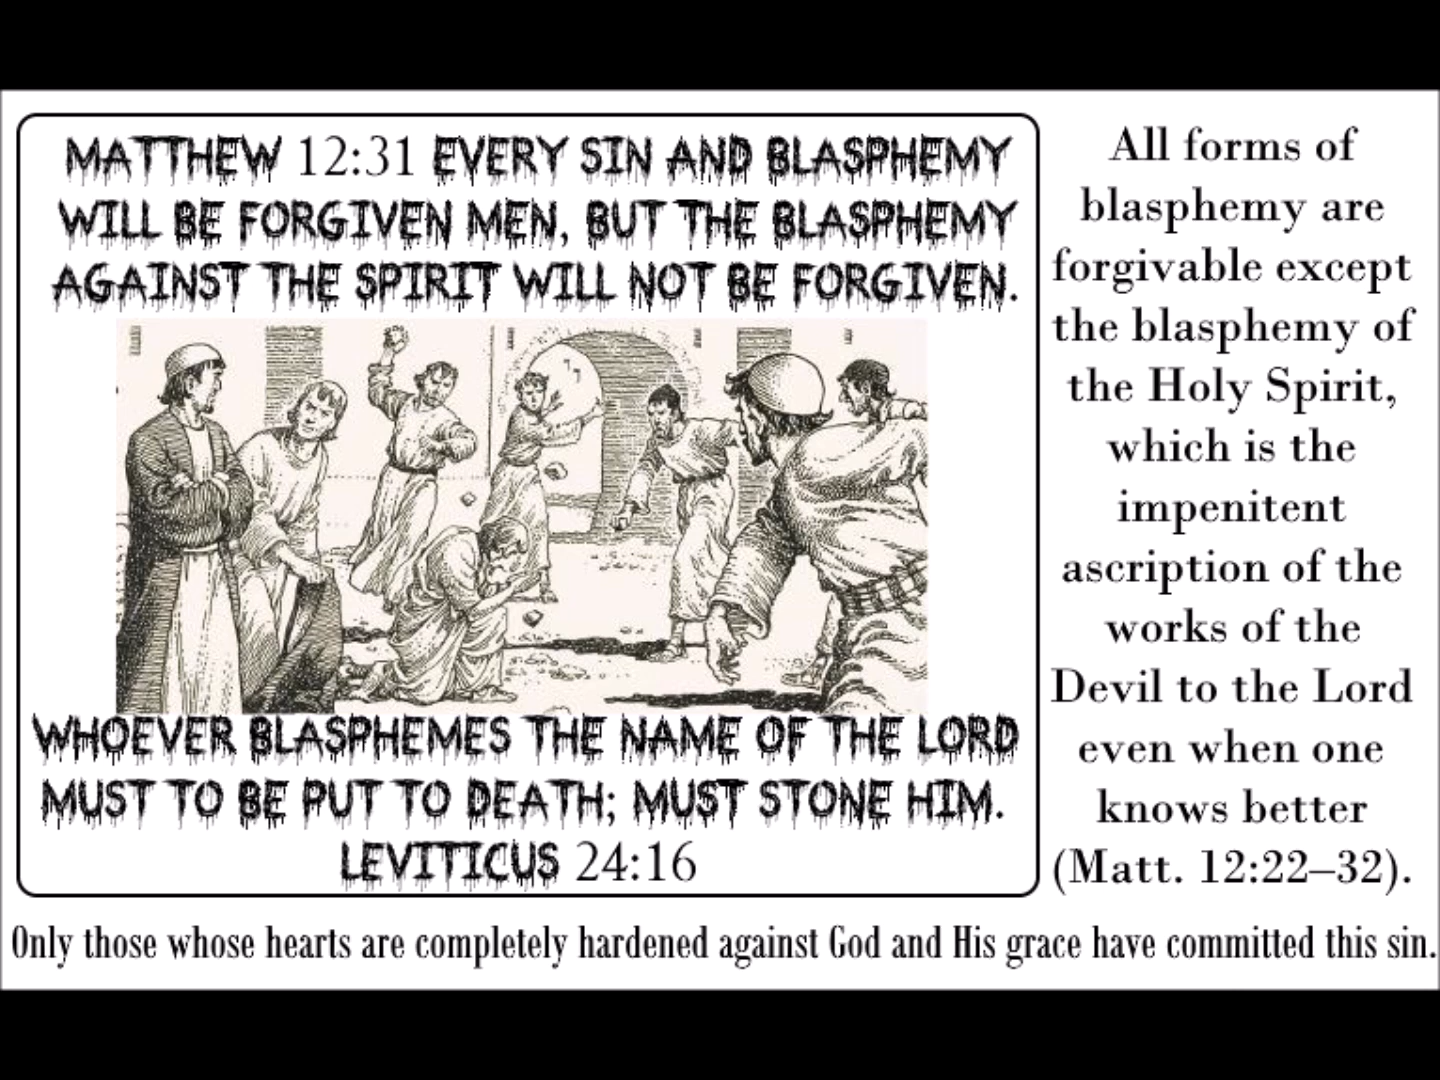 MATTHEW 12:31 EVERY SIN AND BLASPHEMY
WILL BE FORGIVEN MEN, BUT THE BLASPHEMY
AGAINST THE SPIRIT WILL NOT BE FORGIVEN.
WHOEVER BLASPHEMES THE NAME OF THE LORD
MUST TO BE PUT TO DEATH; MUST STONE HIM.
LEVITICUS 24:16
All forms of
blasphemy are
forgivable except
the blasphemy of
the Holy Spirit,
which is the
impenitent
ascription of the
works of the
Devil to the Lord
even when one
knows better
(Matt. 12:22–32).
Only those whose hearts are completely hardened against God and His grace have committed this sin.